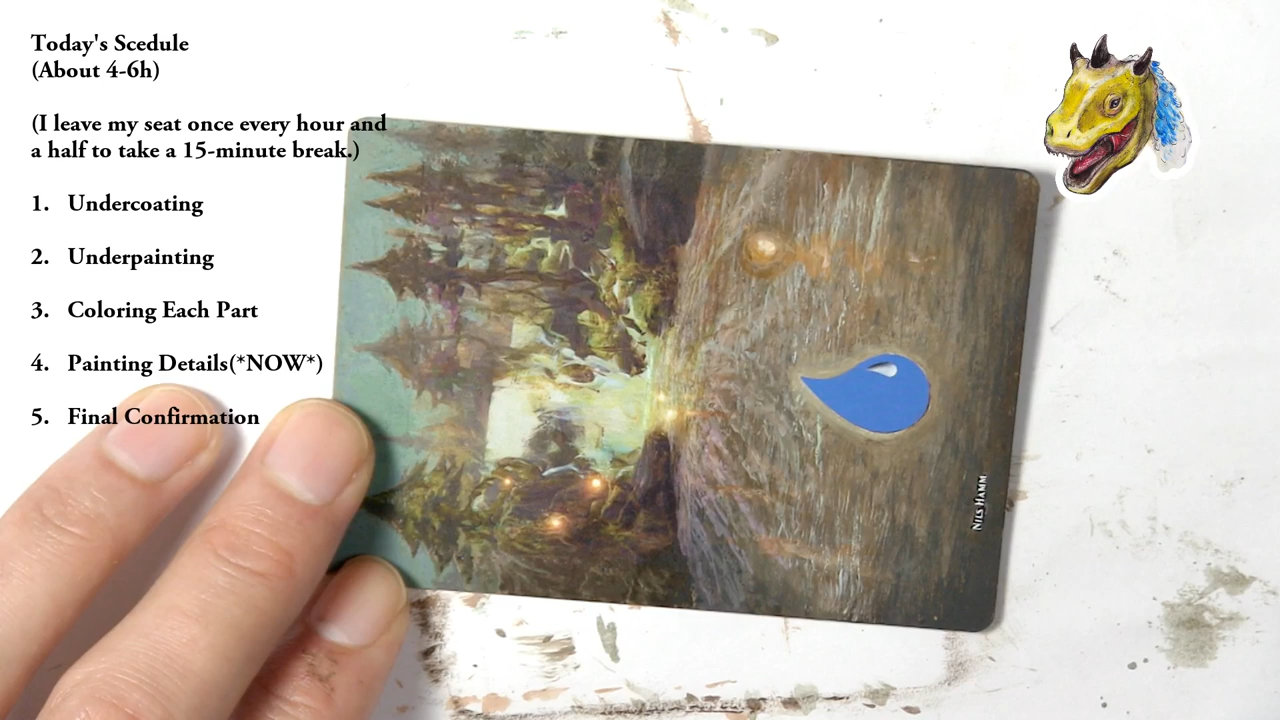 Today's Scedule
(About 4-6h)
(I leave my seat once every hour and
a half to take a 15-minute break.)
1. Undercoating
2. Underpainting
3. Coloring Each Part
4. Painting Details(*NOW*)
5. Final Confirmation
NILS HAMM